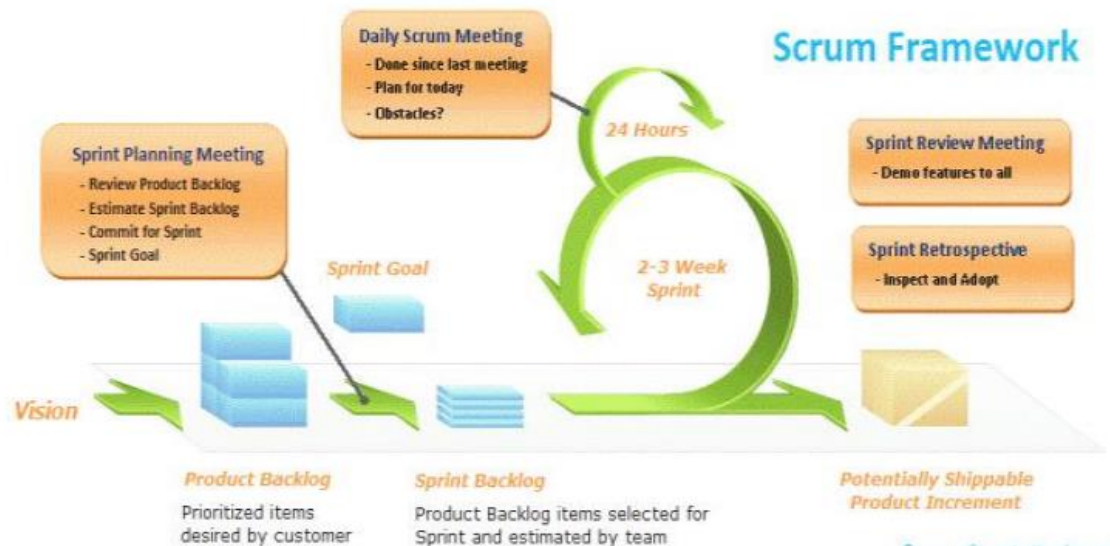 Scrum Framework
Daily Scrum Meeting
- Done since last meeting
- Plan for today
- Obstacles?
24 Hours
Sprint Planning Meeting
- Review Product Backlog
- Estimate Sprint Backlog
- Commit for Sprint
- Sprint Goal
Sprint Review Meeting
- Demo features to all
Sprint Retrospective
- Inspect and Adopt
Sprint Goal
2-3 Week
Sprint
Vision
Product Backlog
Prioritized items
desired by customer
Sprint Backlog
Product Backlog items selected for
Sprint and estimated by team
Potentially Shippable
Product Increment